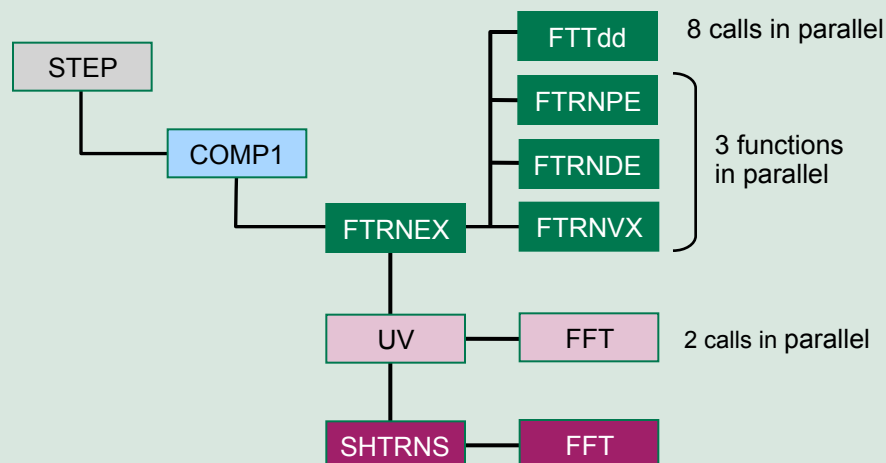 FTTdd
8 calls in parallel
STEP
FTRNPE
COMP1
3 functions
in parallel
FTRNDE
FTRNEX
FTRNVX
UV
FFT
2 calls in parallel
SHTRNS
FFT